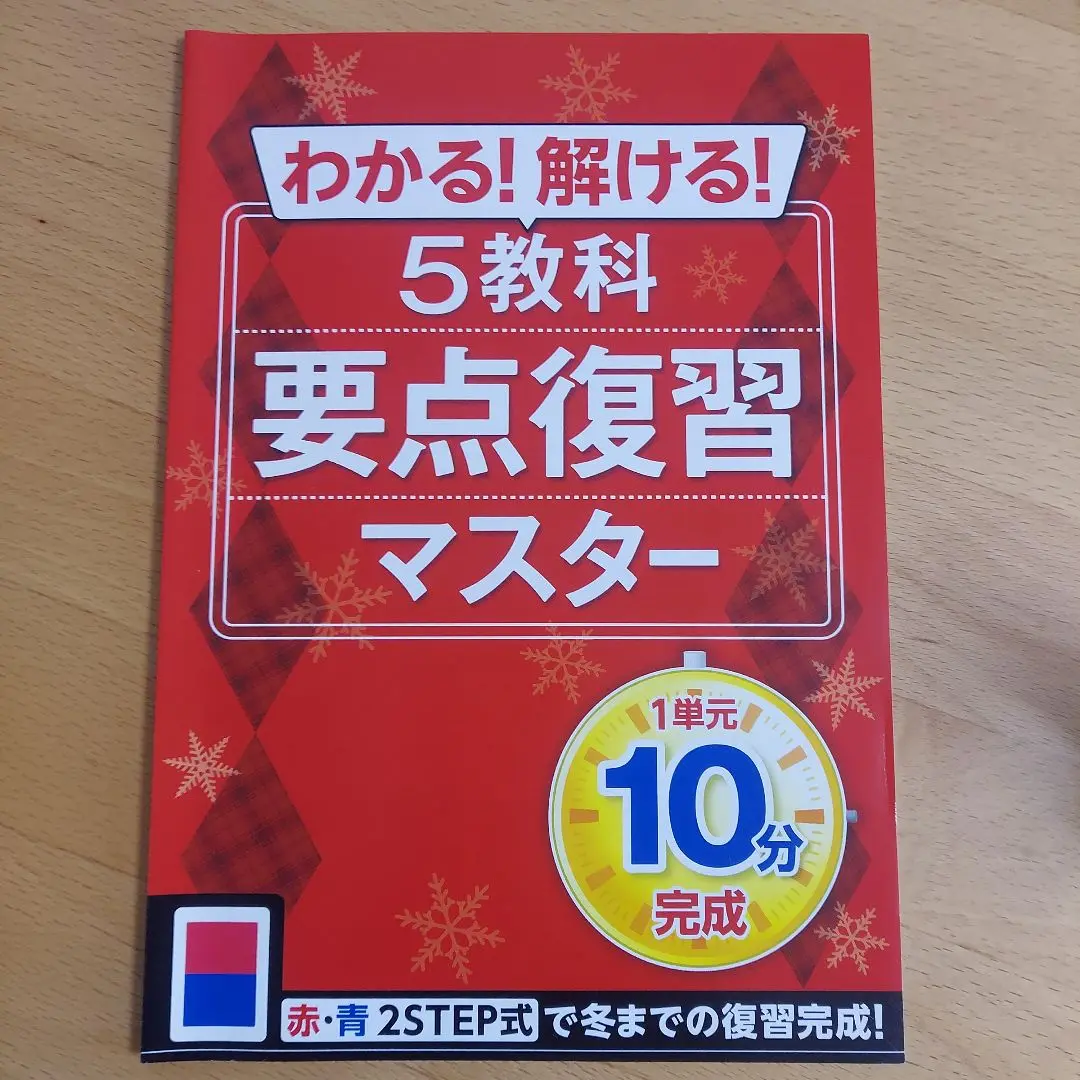 わかる!解ける!
5教科
要点復習
マスター
1単元
10分
完成
赤・青 2STEP式で冬までの復習完成!